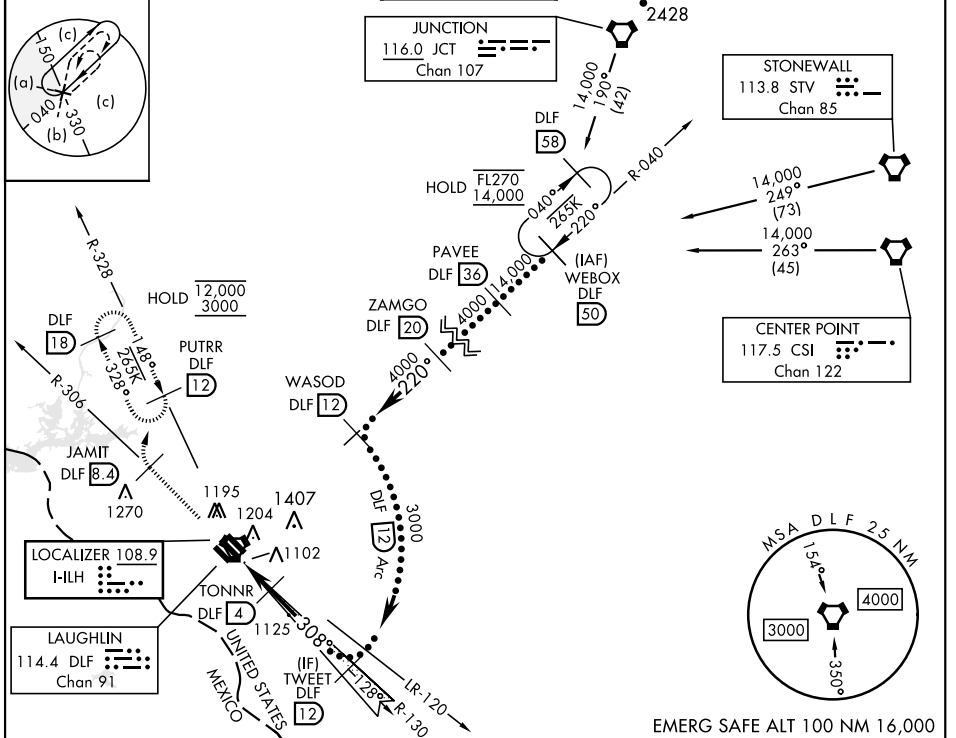 (c)
150
(a)
(c)
040
330
(b)
2428
JUNCTION
116.0 JCT
Chan 107
14,000
190°
(42)
STONEWALL
113.8 STV
Chan 85
DLF
58
R-040
HOLD FL270
14,000
040°
265K
220°
14,000
249°
(73)
14,000
263°
(45)
R-328
PAVEE
DLF 36
14,000
(IAF)
WEBOX
DLF
50
HOLD 12,000
3000
ZAMGO
DLF 20
4000
CENTER POINT
117.5 CSI
Chan 122
DLF
18
148°
265K
328°
PUTRR
DLF
12
R-306
4000
220°
WASOD
DLF 12
JAMIT
DLF 8.4
1270
1195
1204
1407
1102
DLF 12 Arc
3000
LOCALIZER 108.9
I-ILH
TONNR
DLF 4
1125
308°
MSA DLF 25 NM
154°
4000
3000
350°
LAUGHLIN
114.4 DLF
Chan 91
UNITED STATES
MEXICO
(IF)
TWEET
DLF
12
128°
LR-120
R-130
EMERG SAFE ALT 100 NM 16,000